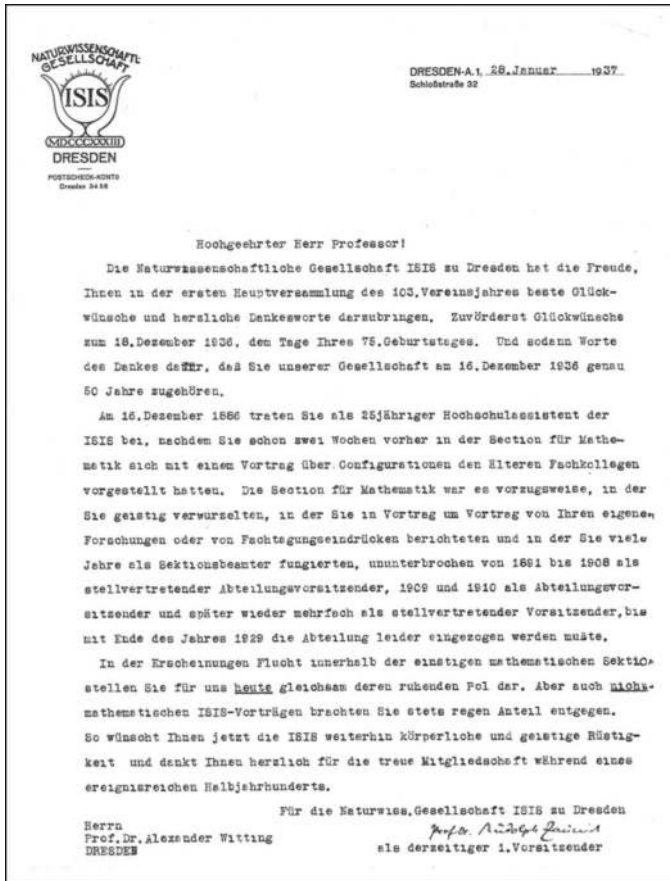 NATURWISSENSCHAFTL.
GESELLSCHAFT
ISIS
MDCCCXXXIII
DRESDEN
POSTSCHECK-KONTO
Dresden 3438
DRESDEN-A.1, 28.Januar 1937
Schloßstraße 32
Hochgeehrter Herr Professor!
Die Naturwissenschaftliche Gesellschaft ISIS zu Dresden hat die Freude,
Ihnen in der ersten Hauptversammlung des 103.Vereinsjahres beste Glück-
wünsche und herzliche Dankesworte darzubringen. Zuvörderst Glückwünsche
zum 18.Dezember 1936, dem Tage Ihres 75.Geburtstages. Und sodann Worte
des Dankes dafür, daß Sie unserer Gesellschaft am 16.Dezember 1936 genau
50 Jahre zugehören.
Am 16.Dezember 1886 traten Sie als 25jähriger Hochschulassistent der
ISIS bei, nachdem Sie schon zwei Wochen vorher in der Section für Mathe-
matik sich mit einem Vortrag über Configurationen den Älteren Fachkollegen
vorgestellt hatten. Die Section für Mathematik war es vorzugsweise, in der
Sie geistig verwurzelten, in der Sie in Vortrag um Vortrag von Ihren eigenen
Forschungen oder von Fachtagungseindrücken berichteten und in der Sie viele
Jahre als Sektionsbeamter fungierten, ununterbrochen von 1891 bis 1908 als
stellvertretender Abteilungsvorsitzender, 1909 und 1910 als Abteilungsvor-
sitzender und später wieder mehrfach als stellvertretender Vorsitzender,bis
mit Ende des Jahres 1929 die Abteilung leider eingezogen werden mußte.
In der Erscheinungen Flucht innerhalb der einstigen mathematischen Sektion
stellen Sie für uns heute gleichsam deren ruhenden Pol dar. Aber auch nicht-
mathematischen ISIS-Vorträgen brachten Sie stets regen Anteil entgegen.
So wünscht Ihnen jetzt die ISIS weiterhin körperliche und geistige Rüstig-
keit und dankt Ihnen herzlich für die treue Mitgliedschaft während eines
ereignisreichen Halbjahrhunderts.
Für die Naturwiss.Gesellschaft ISIS zu Dresden
Herrn
Prof.Dr.Alexander Witting
DRESDEN
Prof. Dr. Rudolph Zaunick
als derzeitiger 1.Vorsitzender